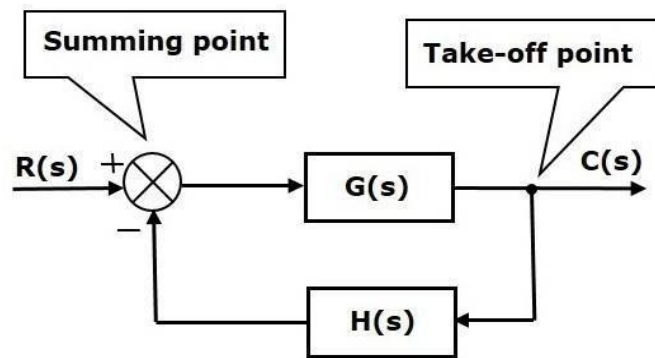 Summing point
Take-off point
R(s)
+
G(s)
C(s)
−
H(s)